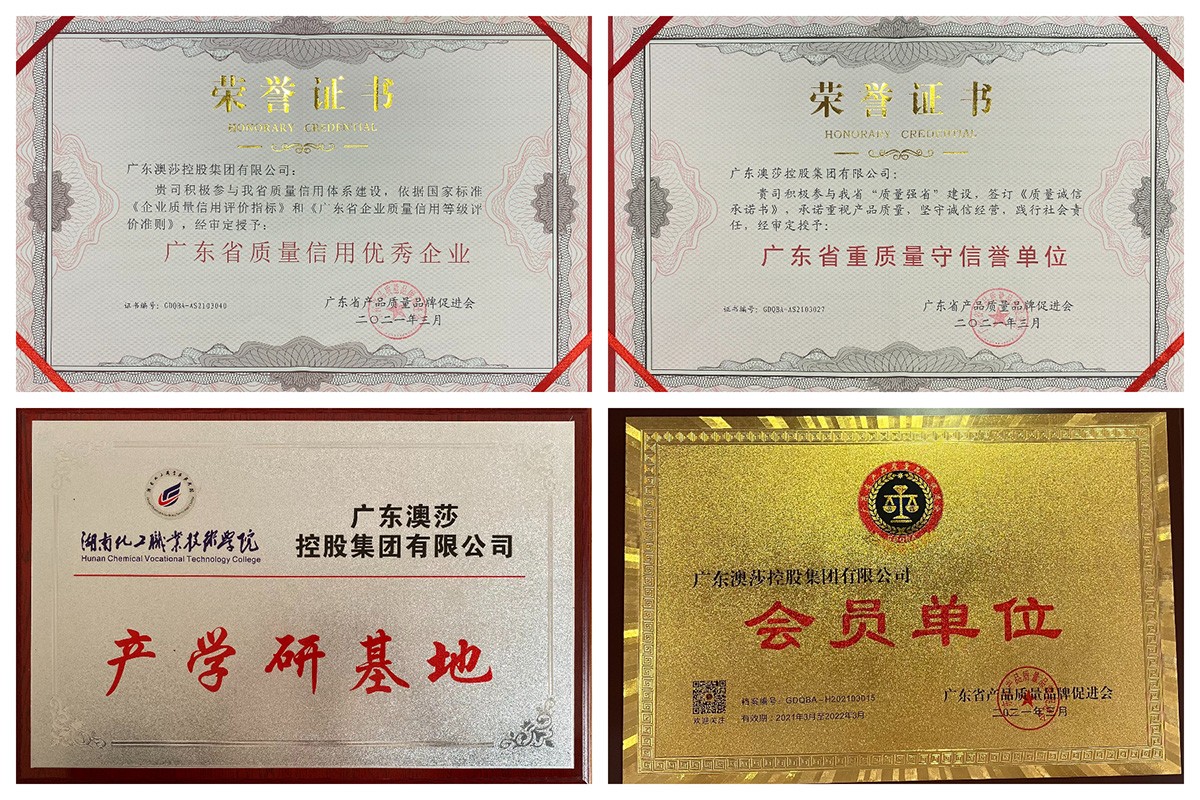 荣誉证书
HONORARY CREDENTIAL
广东澳莎控股集团有限公司：
贵司积极参与我省质量信用体系建设，依据国家标准
《企业质量信用评价指标》和《广东省企业质量信用等级评
价准则》，经审定授予：
广东省质量信用优秀企业
证书编号：GDQBA-AS2103040
广东省产品质量品牌促进会
二〇二一年三月
荣誉证书
HONORARY CREDENTIAL
广东澳莎控股集团有限公司：
贵司积极参与我省“质量强省”建设，签订《质量诚信
承诺书》，承诺重视产品质量，坚守诚信经营，践行社会责
任，经审定授予：
广东省重质量守信誉单位
证书编号：GDQBA-AS2103027
广东省产品质量品牌促进会
二〇二一年三月
湖南化工職業技術學院
Hunan Chemical Vocational Technology College
广东澳莎
控股集团有限公司
产学研基地
广东澳莎控股集团有限公司
会员单位
欢迎关注
档案编号：GDQBA-H202103015
有效期：2021年3月至2022年3月
广东省产品质量品牌促进会
二〇二一年三月